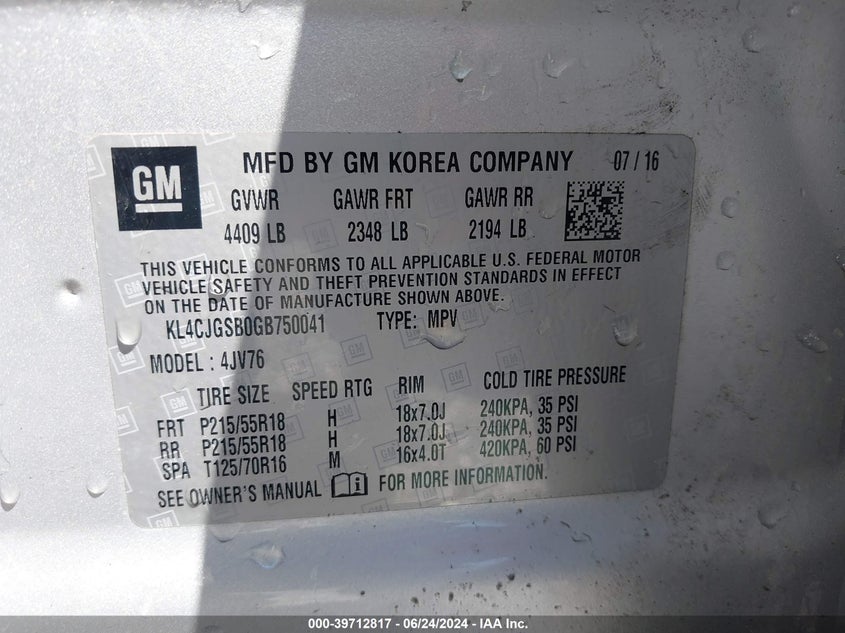 GM
MFD BY GM KOREA COMPANY 07 / 16
GVWR GAWR FRT GAWR RR
4409 LB 2348 LB 2194 LB
THIS VEHICLE CONFORMS TO ALL APPLICABLE U.S. FEDERAL MOTOR
VEHICLE SAFETY AND THEFT PREVENTION STANDARDS IN EFFECT
ON THE DATE OF MANUFACTURE SHOWN ABOVE.
KL4CJGSB0GB750041 TYPE: MPV
MODEL : 4JV76
TIRE SIZE SPEED RTG RIM COLD TIRE PRESSURE
FRT P215/55R18 H 18x7.0J 240KPA, 35 PSI
RR P215/55R18 H 18x7.0J 240KPA, 35 PSI
SPA T125/70R16 M 16x4.0T 420KPA, 60 PSI
SEE OWNER'S MANUAL FOR MORE INFORMATION.
000-39712817 - 06/24/2024 - IAA Inc.